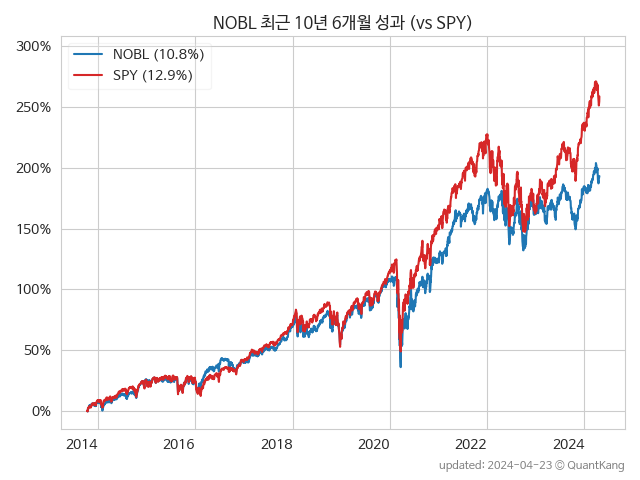 NOBL 최근 10년 6개월 성과 (vs SPY)
NOBL (10.8%)
SPY (12.9%)
300%
250%
200%
150%
100%
50%
0%
2014 2016 2018 2020 2022 2024
updated: 2024-04-23 © QuantKang